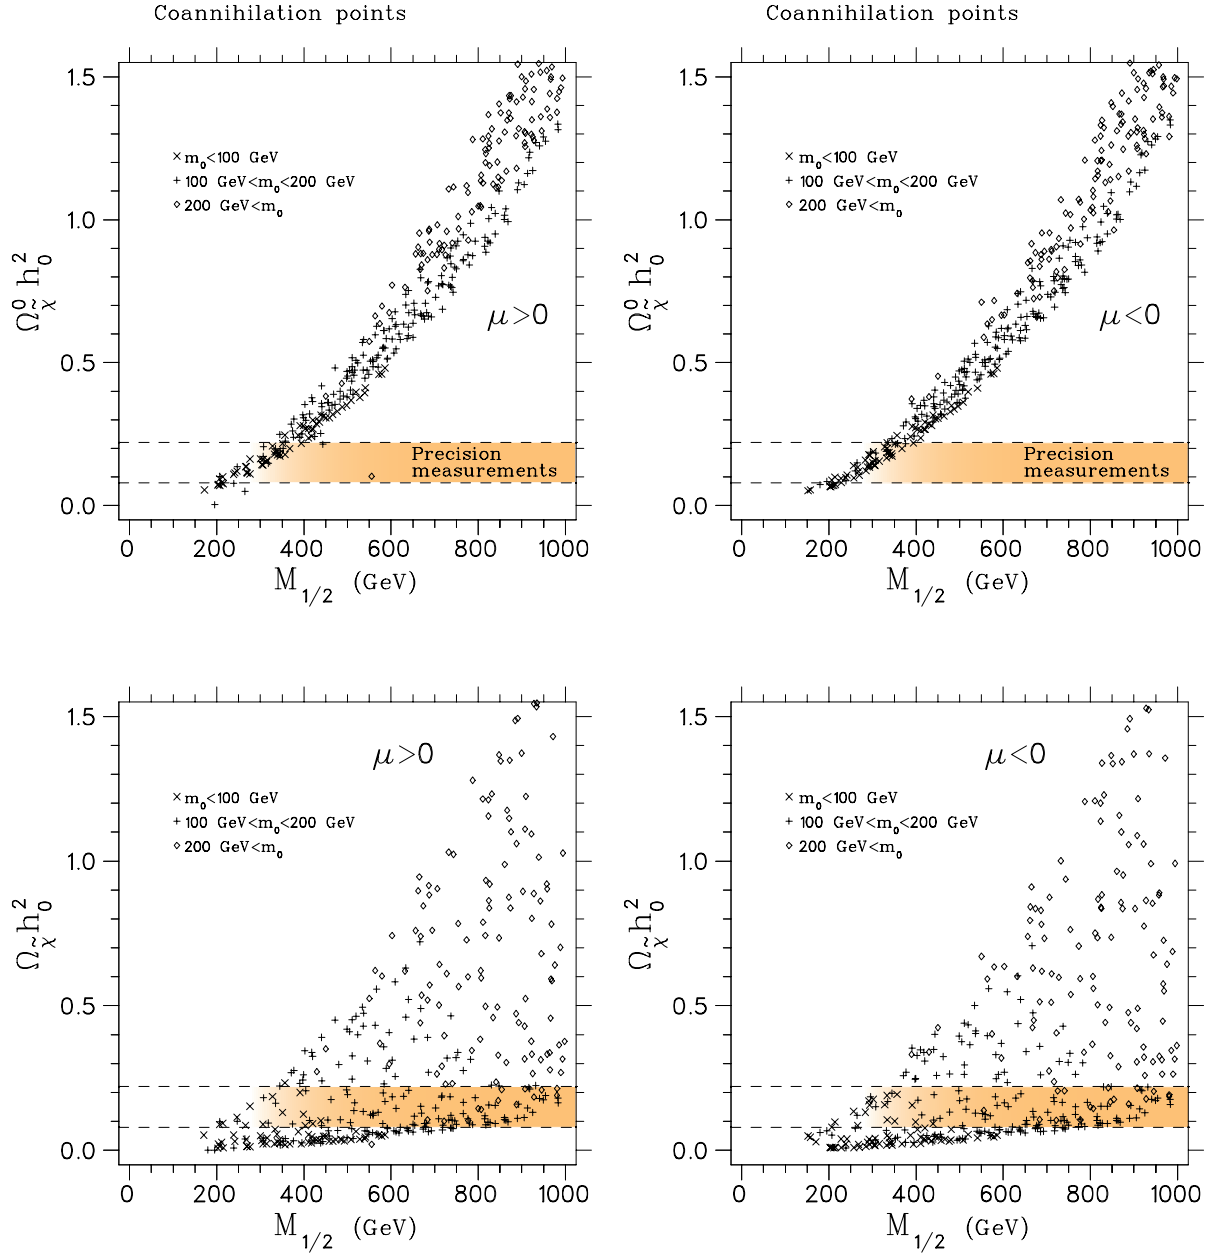 Coannihilation points
Coannihilation points
1.5
1.0
0.5
0.0
Ω⁰χ̃ h₀²
× m₀<100 GeV
+ 100 GeV<m₀<200 GeV
◇ 200 GeV<m₀
μ>0
Precision
measurements
0 200 400 600 800 1000
M₁/₂ (GeV)
1.5
1.0
0.5
0.0
Ω⁰χ̃ h₀²
× m₀<100 GeV
+ 100 GeV<m₀<200 GeV
◇ 200 GeV<m₀
μ<0
Precision
measurements
0 200 400 600 800 1000
M₁/₂ (GeV)
1.5
1.0
0.5
0.0
Ωχ̃ h₀²
μ>0
× m₀<100 GeV
+ 100 GeV<m₀<200 GeV
◇ 200 GeV<m₀
0 200 400 600 800 1000
M₁/₂ (GeV)
1.5
1.0
0.5
0.0
Ωχ̃ h₀²
μ<0
× m₀<100 GeV
+ 100 GeV<m₀<200 GeV
◇ 200 GeV<m₀
0 200 400 600 800 1000
M₁/₂ (GeV)